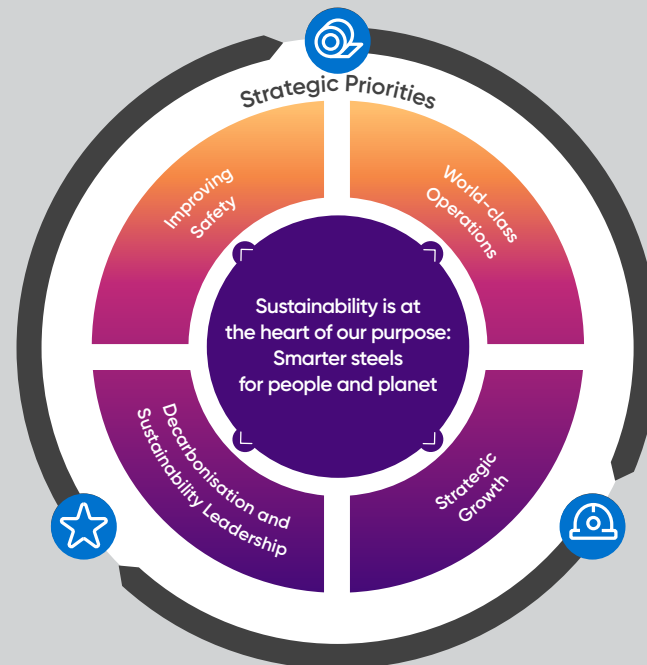 Strategic Priorities
Improving
Safety
World-class
Operations
Sustainability is at
the heart of our purpose:
Smarter steels
for people and planet
Decarbonisation and
Sustainability Leadership
Strategic
Growth